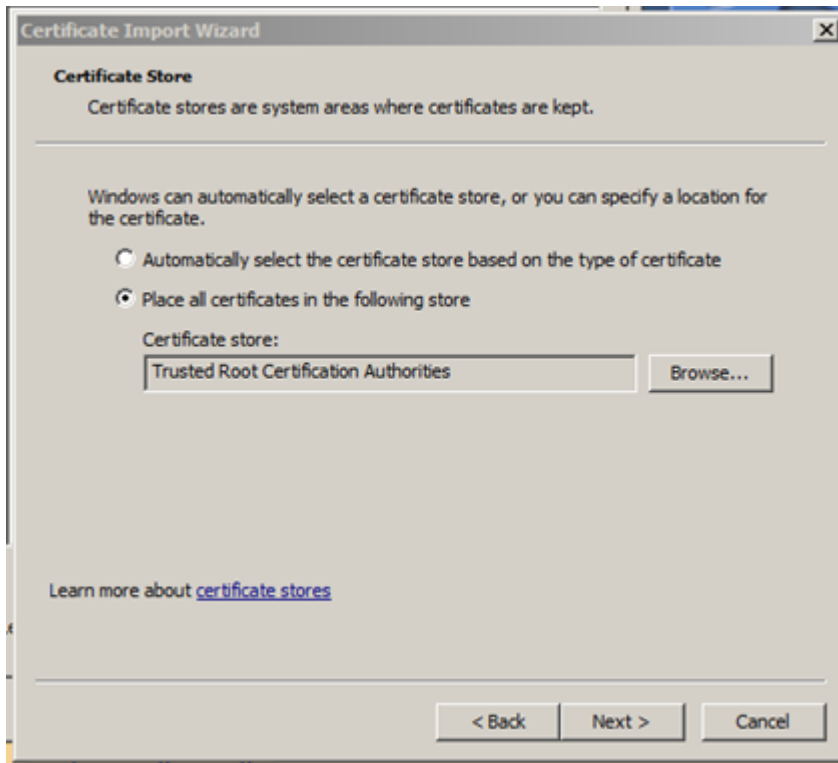 Certificate Import Wizard
Certificate Store
Certificate stores are system areas where certificates are kept.
Windows can automatically select a certificate store, or you can specify a location for
the certificate.
Automatically select the certificate store based on the type of certificate
Place all certificates in the following store
Certificate store:
Trusted Root Certification Authorities
Browse...
Learn more about certificate stores
< Back
Next >
Cancel